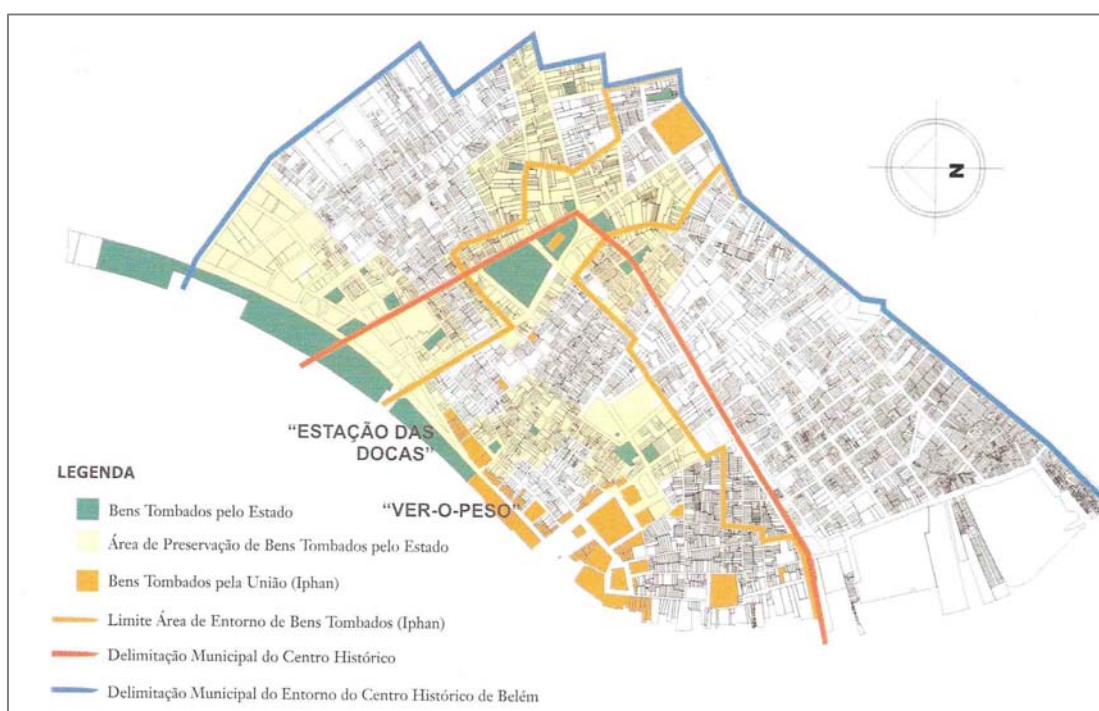 N
“ESTAÇÃO DAS
DOCAS”
“VER-O-PESO”
LEGENDA
Bens Tombados pelo Estado
Área de Preservação de Bens Tombados pelo Estado
Bens Tombados pela União (Iphan)
Limite Área de Entorno de Bens Tombados (Iphan)
Delimitação Municipal do Centro Histórico
Delimitação Municipal do Entorno do Centro Histórico de Belém